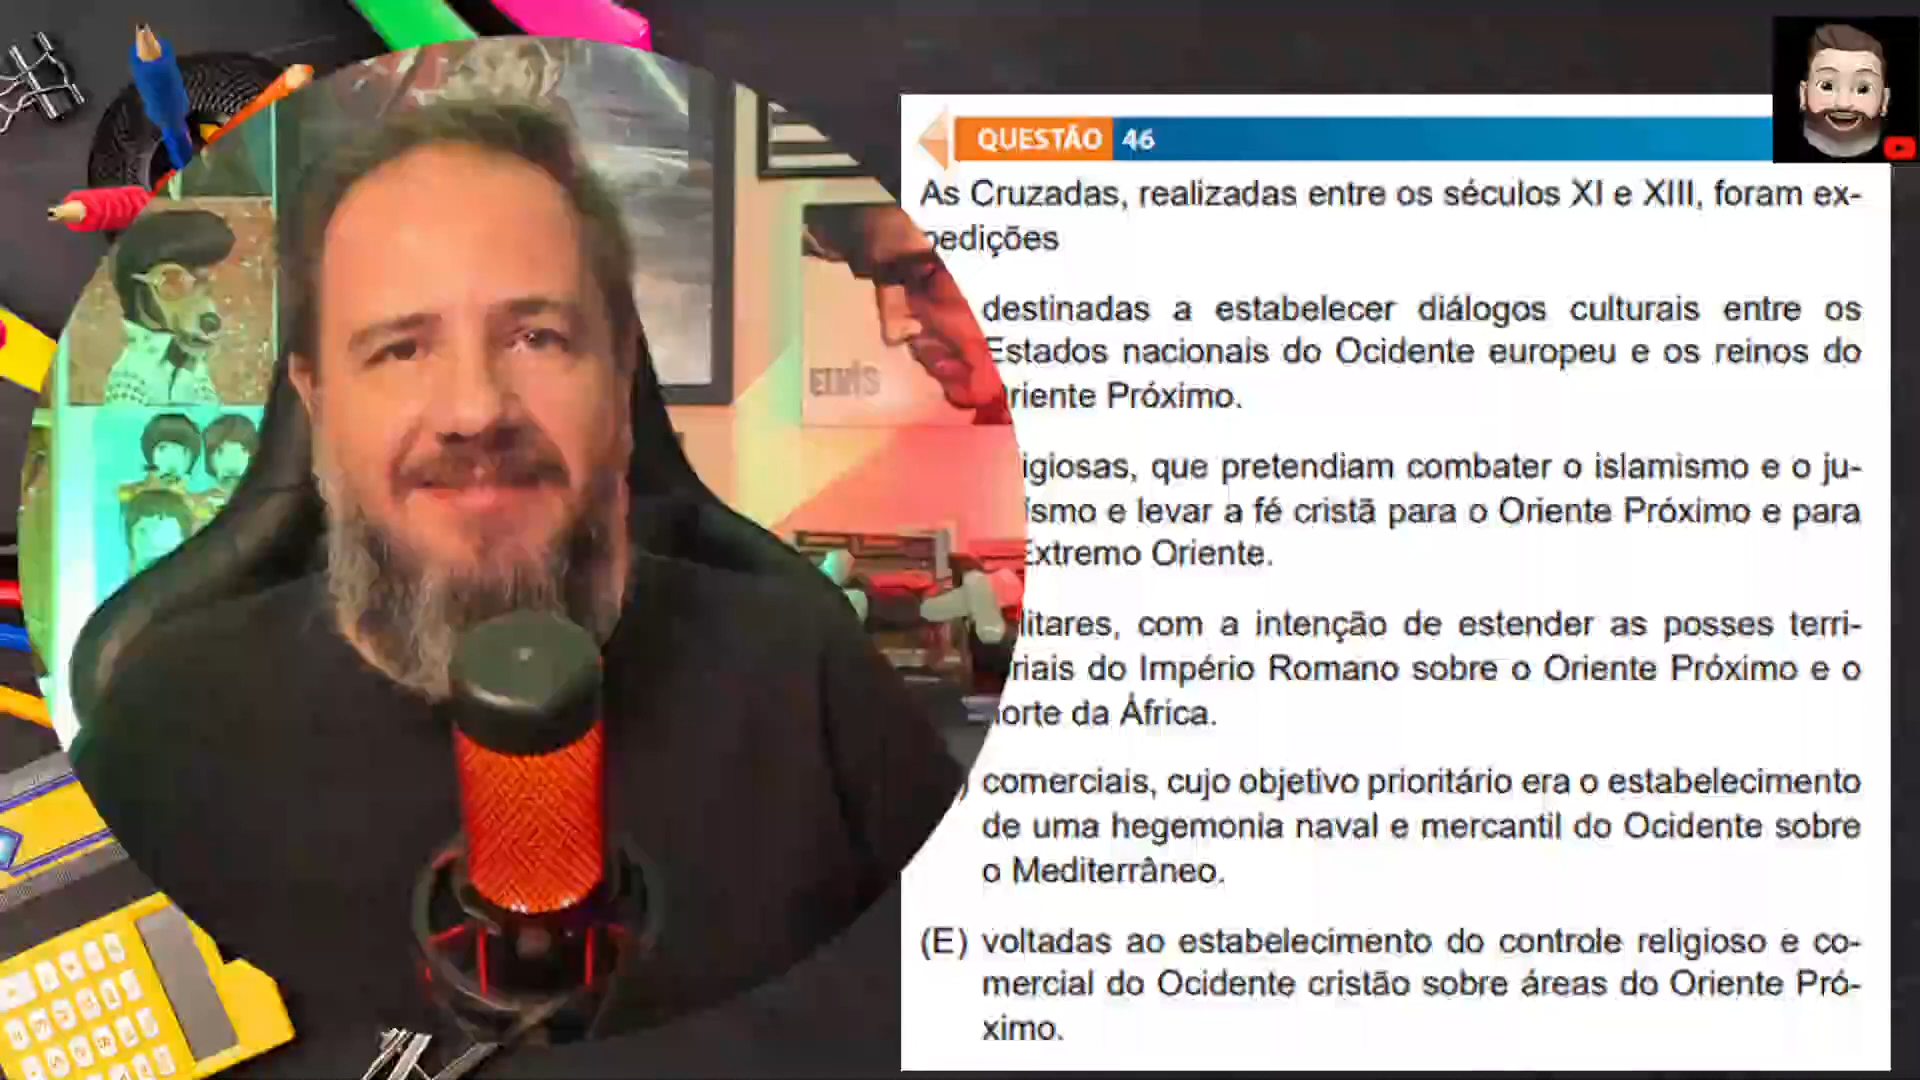 QUESTÃO 46
As Cruzadas, realizadas entre os séculos XI e XIII, foram ex-
pedições
destinadas a estabelecer diálogos culturais entre os
Estados nacionais do Ocidente europeu e os reinos do
riente Próximo.
igiosas, que pretendiam combater o islamismo e o ju-
ísmo e levar a fé cristã para o Oriente Próximo e para
Extremo Oriente.
litares, com a intenção de estender as posses terri-
riais do Império Romano sobre o Oriente Próximo e o
norte da África.
) comerciais, cujo objetivo prioritário era o estabelecimento
de uma hegemonia naval e mercantil do Ocidente sobre
o Mediterrâneo.
(E) voltadas ao estabelecimento do controle religioso e co-
mercial do Ocidente cristão sobre áreas do Oriente Pró-
ximo.
ELVIS